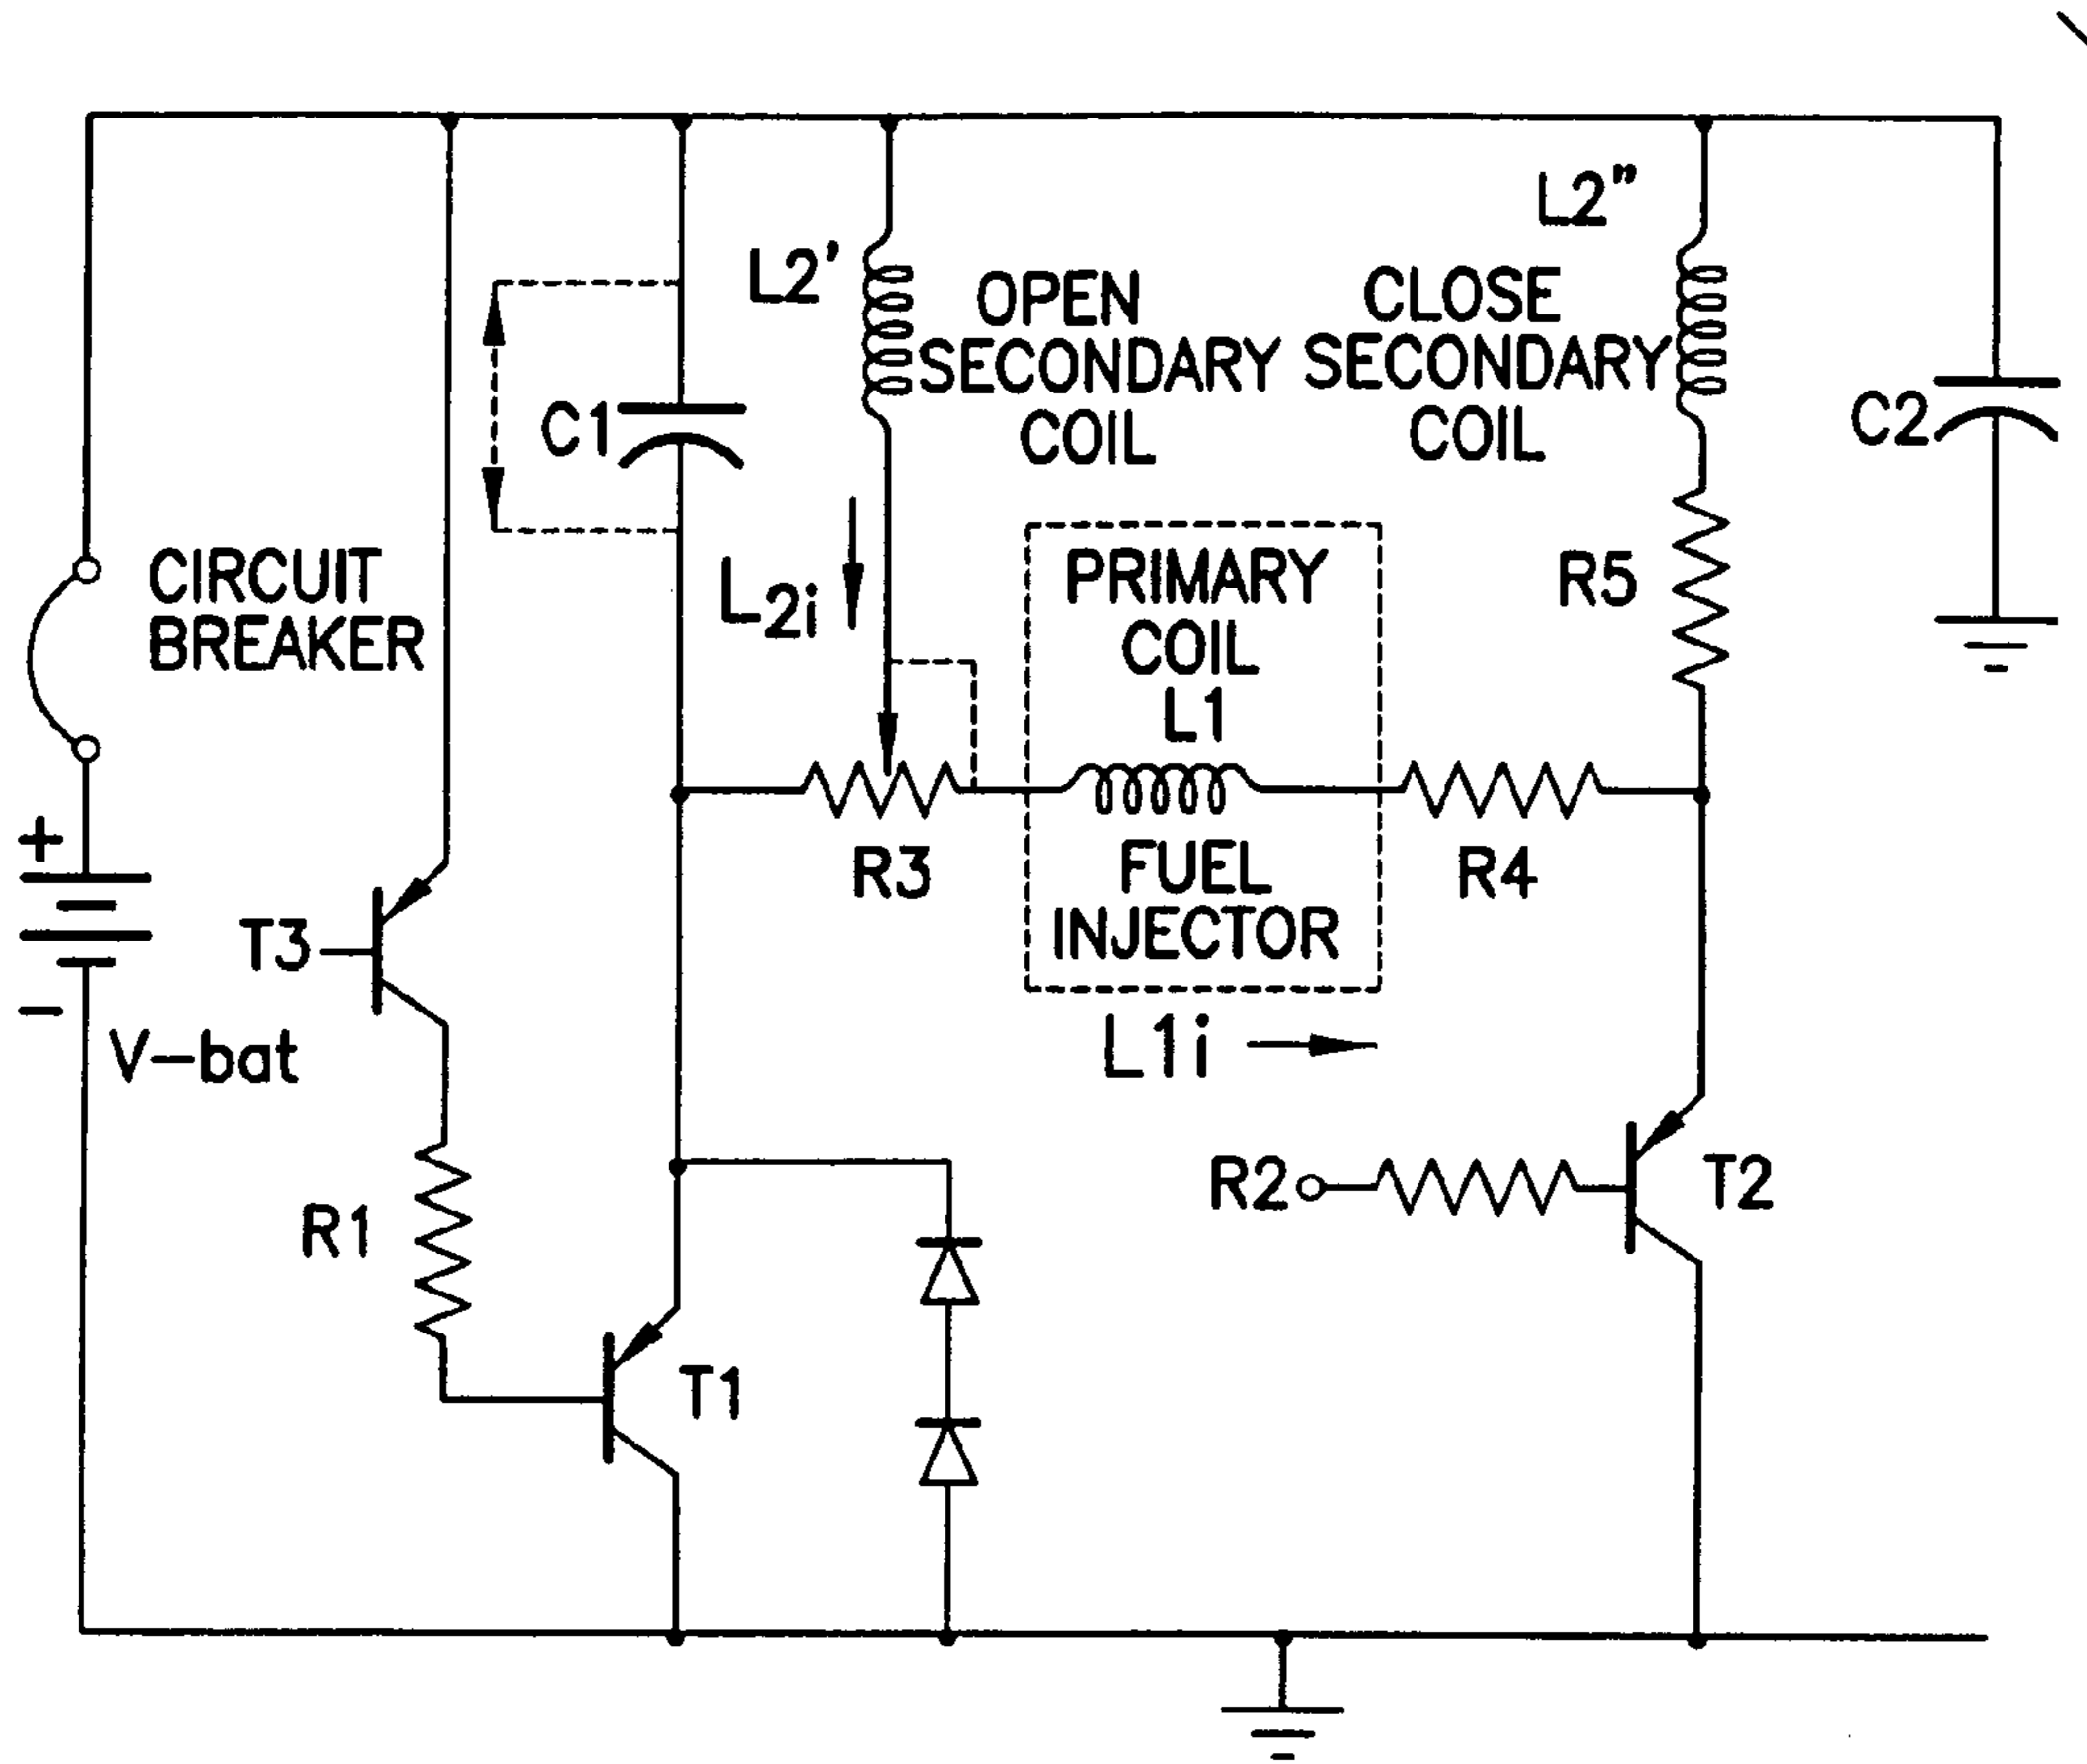 L2"
L2'
OPEN
SECONDARY
COIL
CLOSE
SECONDARY
COIL
C1
C2
CIRCUIT
BREAKER
L2i
PRIMARY
COIL
L1
R5
+
R3
FUEL
INJECTOR
R4
T3
-
V-bat
L1i
R1
R2
T2
T1